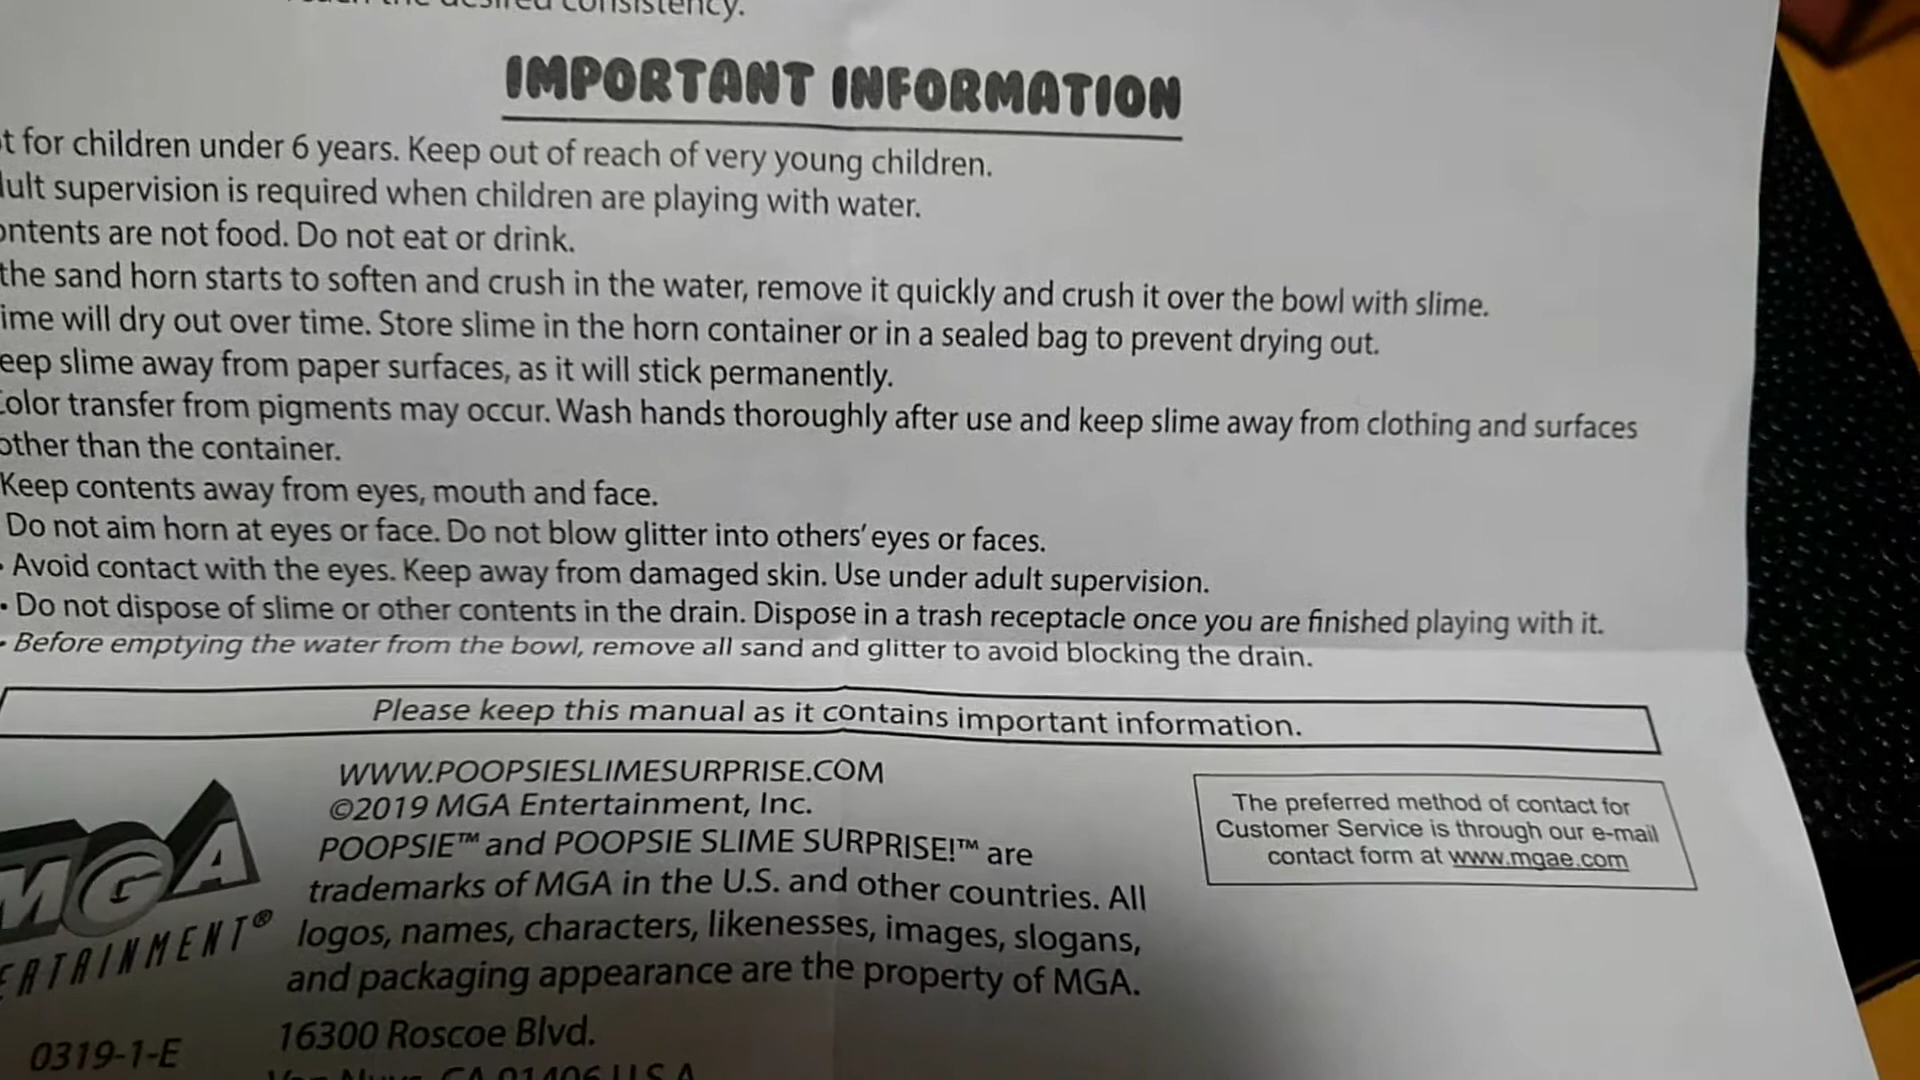 the desired consistency.
IMPORTANT INFORMATION
t for children under 6 years. Keep out of reach of very young children.
ult supervision is required when children are playing with water.
ontents are not food. Do not eat or drink.
the sand horn starts to soften and crush in the water, remove it quickly and crush it over the bowl with slime.
ime will dry out over time. Store slime in the horn container or in a sealed bag to prevent drying out.
eep slime away from paper surfaces, as it will stick permanently.
Color transfer from pigments may occur. Wash hands thoroughly after use and keep slime away from clothing and surfaces
other than the container.
Keep contents away from eyes, mouth and face.
Do not aim horn at eyes or face. Do not blow glitter into others' eyes or faces.
• Avoid contact with the eyes. Keep away from damaged skin. Use under adult supervision.
• Do not dispose of slime or other contents in the drain. Dispose in a trash receptacle once you are finished playing with it.
• Before emptying the water from the bowl, remove all sand and glitter to avoid blocking the drain.
Please keep this manual as it contains important information.
WWW.POOPSIESLIMESURPRISE.COM
©2019 MGA Entertainment, Inc.
POOPSIE™ and POOPSIE SLIME SURPRISE!™ are
trademarks of MGA in the U.S. and other countries. All
logos, names, characters, likenesses, images, slogans,
and packaging appearance are the property of MGA.
16300 Roscoe Blvd.
Van Nuys, CA 91406 U.S.A.
The preferred method of contact for
Customer Service is through our e-mail
contact form at www.mgae.com
MGA
ERTAINMENT®
0319-1-E